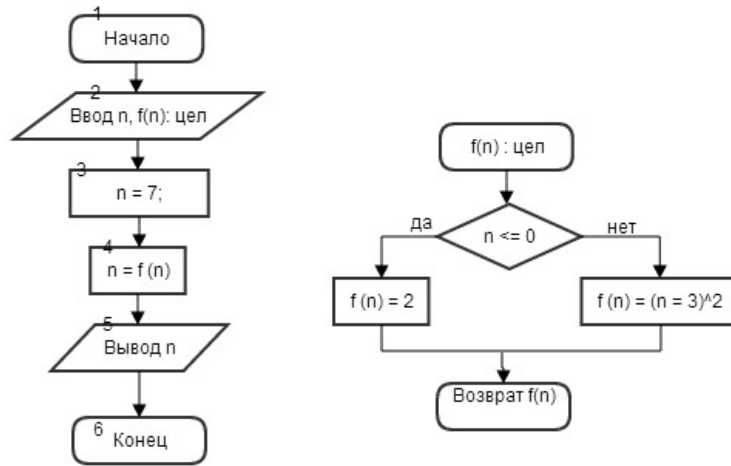 1
Начало
2
Ввод n, f(n): цел
3
n = 7;
4
n = f (n)
5
Вывод n
6
Конец
f(n) : цел
да
n <= 0
нет
f (n) = 2
f (n) = (n = 3)^2
Возврат f(n)